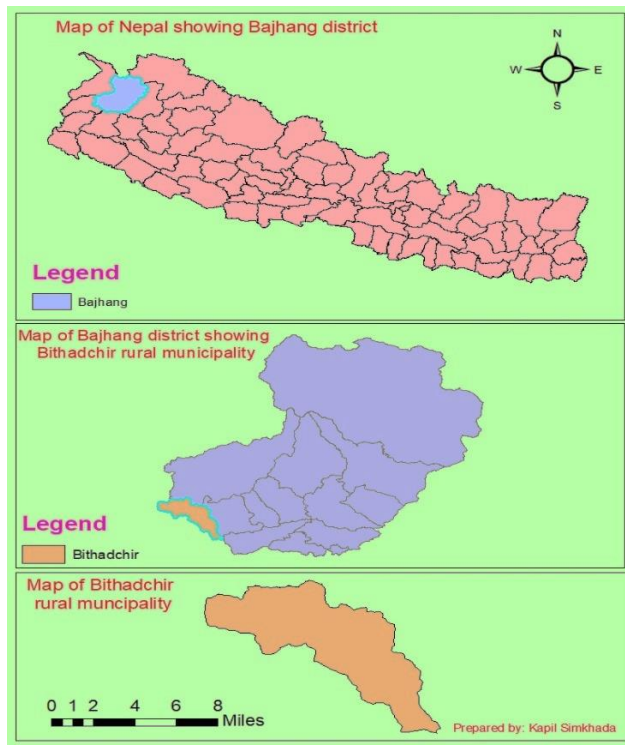 Map of Nepal showing Bajhang district
N
W E
S
Legend
Bajhang
Map of Bajhang district showing
Bithadchir rural municipality
Legend
Bithadchir
Map of Bithadchir
rural muncipality
0 1 2 4 6 8
Miles
Prepared by: Kapil Simkhada